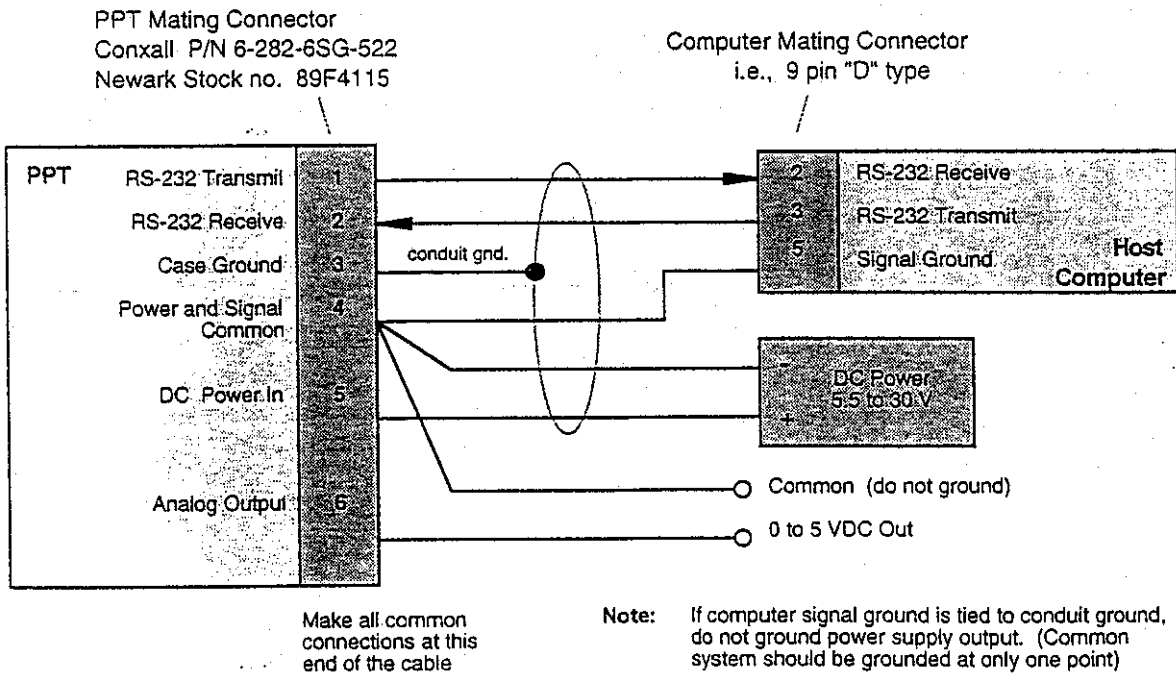 PPT Mating Connector
Conxall P/N 6-282-6SG-522
Newark Stock no. 89F4115
Computer Mating Connector
i.e., 9 pin "D" type
PPT
RS-232 Transmit
1
RS-232 Receive
2
Case Ground
3
Power and Signal
Common
4
DC Power In
5
Analog Output
6
conduit gnd.
2
RS-232 Receive
3
RS-232 Transmit
5
Signal Ground
Host
Computer
-
DC Power
5.5 to 30 V
+
Common (do not ground)
0 to 5 VDC Out
Make all common
connections at this
end of the cable
Note: If computer signal ground is tied to conduit ground,
do not ground power supply output. (Common
system should be grounded at only one point)